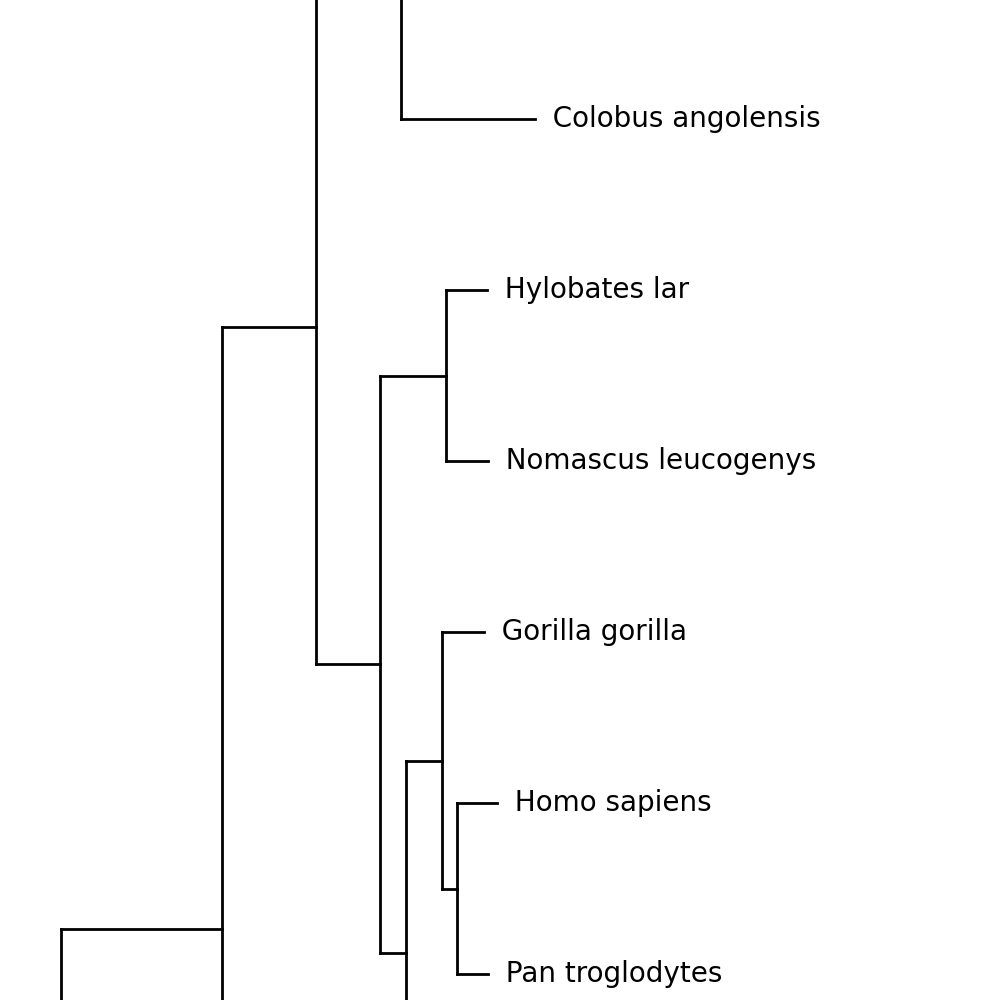 Colobus angolensis
Hylobates lar
Nomascus leucogenys
Gorilla gorilla
Homo sapiens
Pan troglodytes